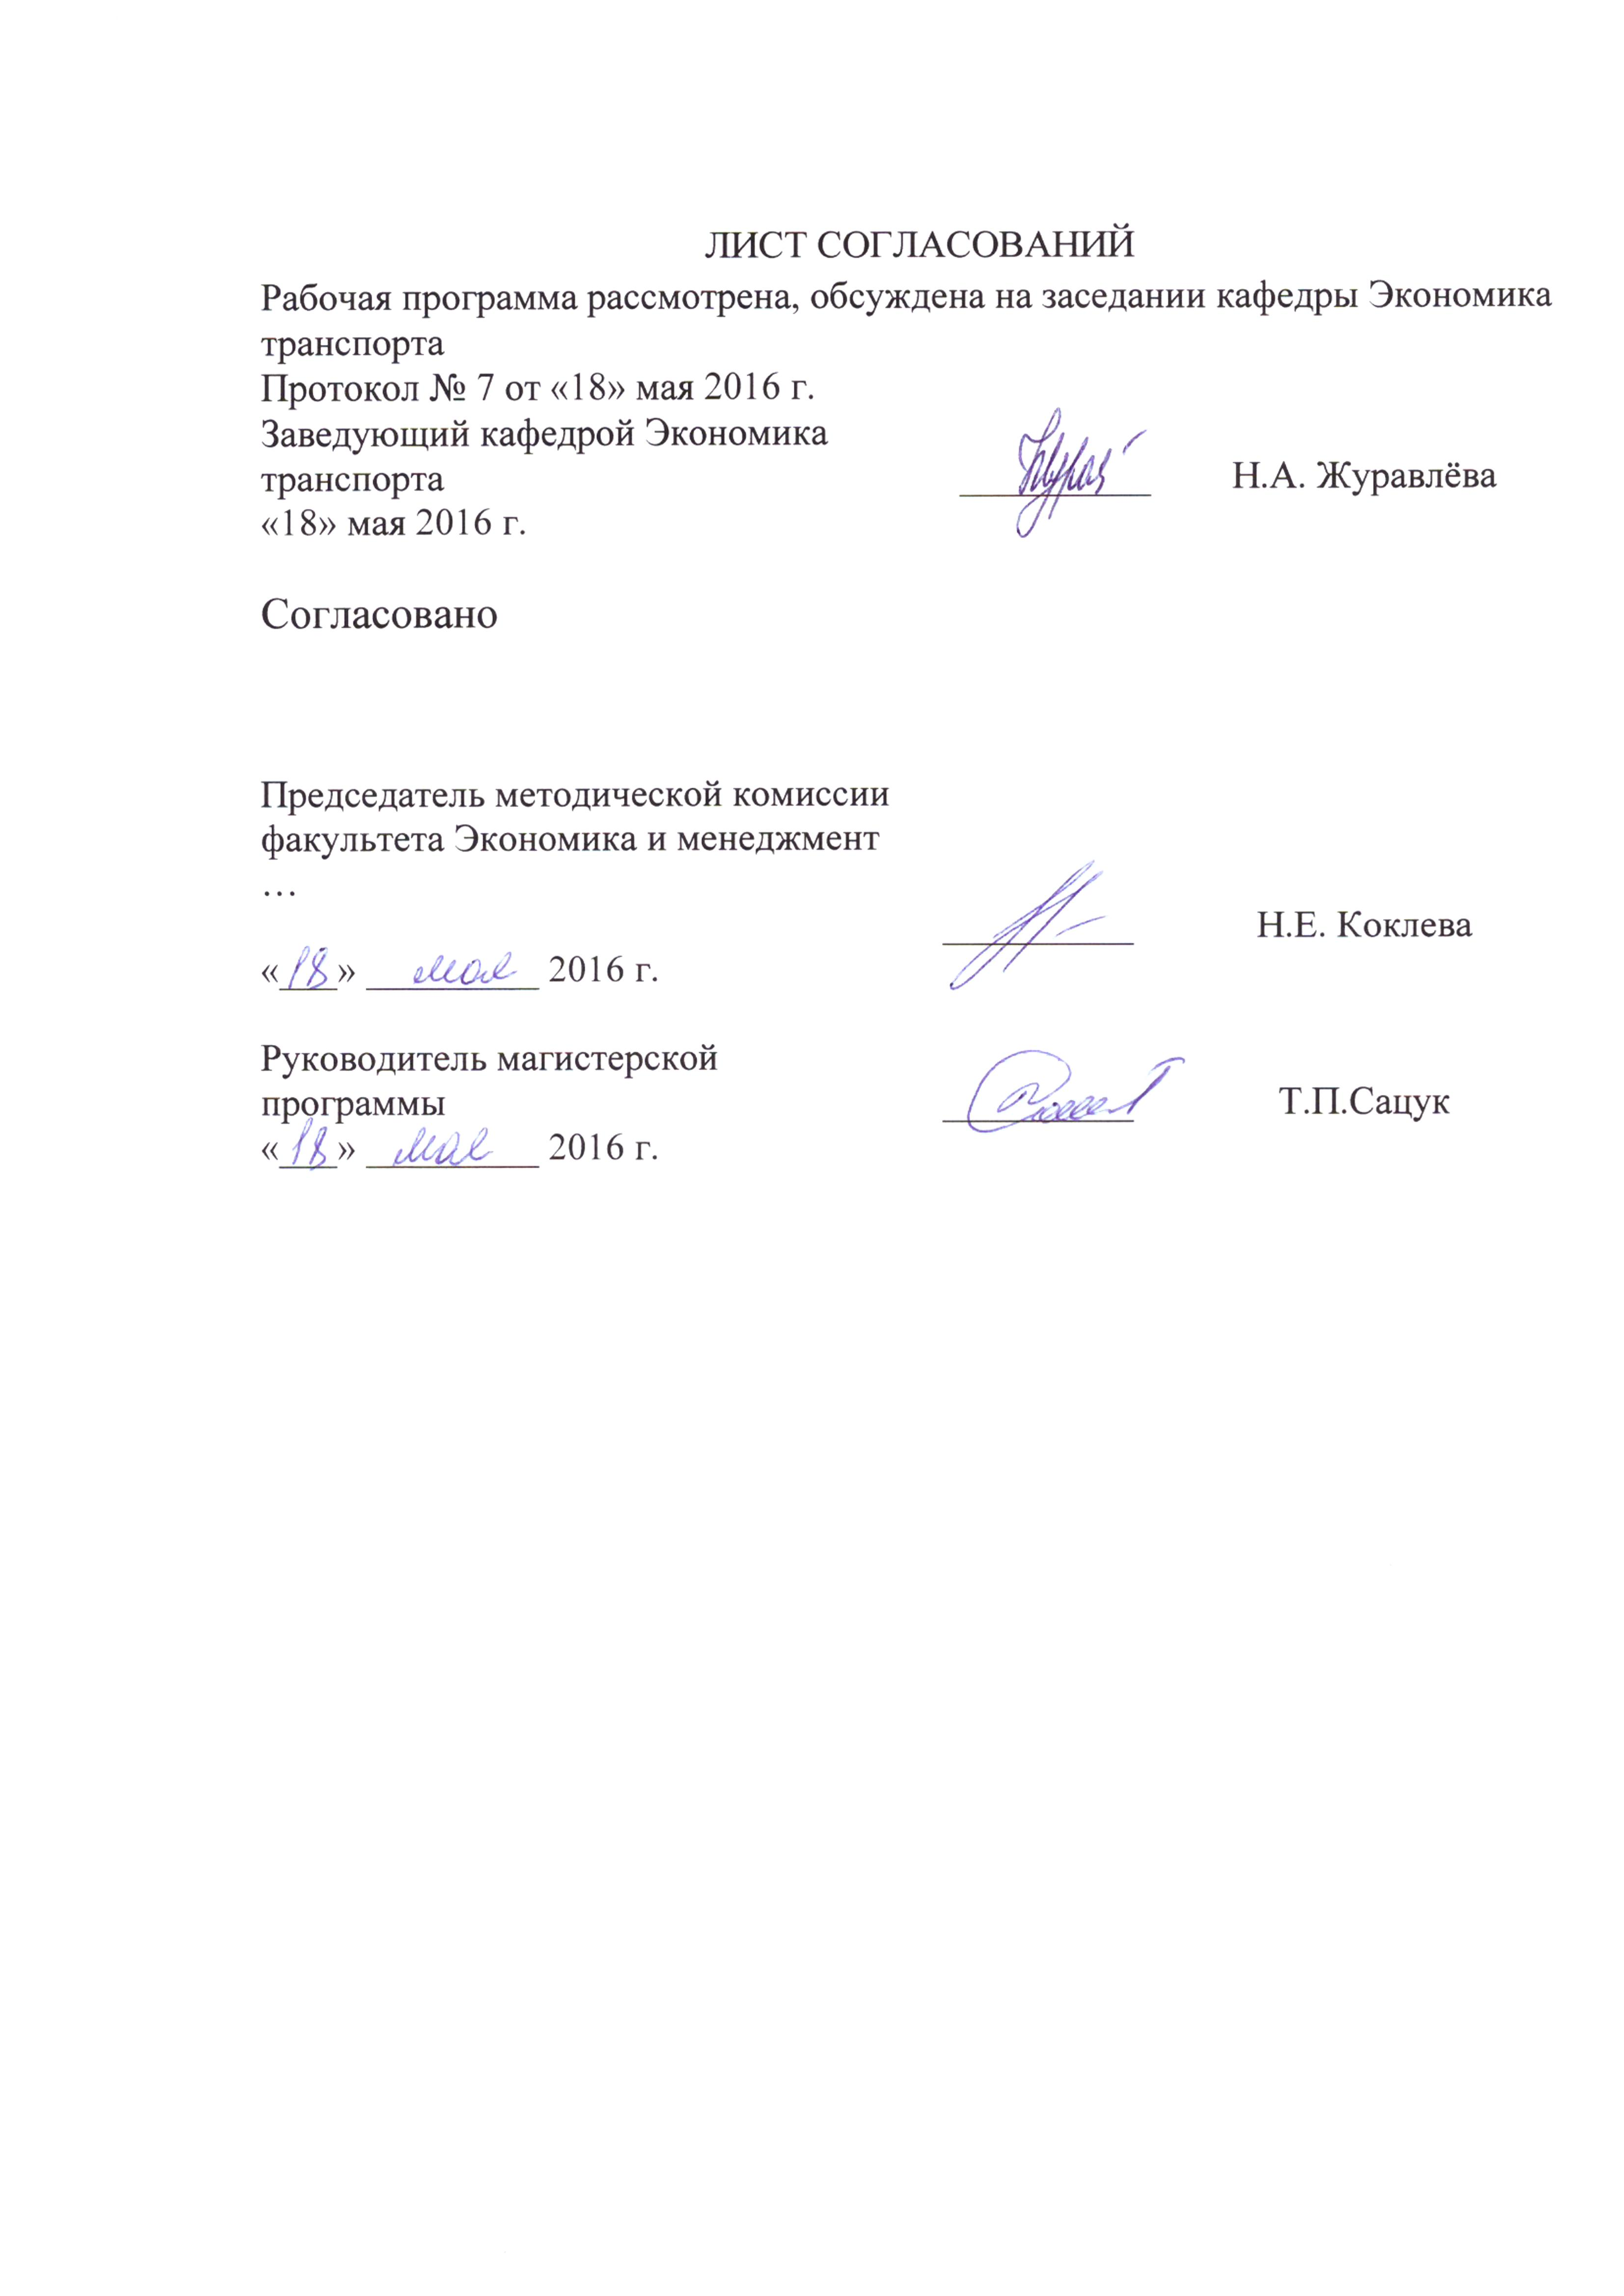 ЛИСТ СОГЛАСОВАНИЙ
Рабочая программа рассмотрена, обсуждена на заседании кафедры Экономика
транспорта
Протокол № 7 от «18» мая 2016 г.
Заведующий кафедрой Экономика
транспорта Н.А. Журавлёва
«18» мая 2016 г.
Согласовано
Председатель методической комиссии
факультета Экономика и менеджмент
…
Н.Е. Коклева
«18» мая 2016 г.
Руководитель магистерской
программы Т.П.Сацук
«18» мая 2016 г.